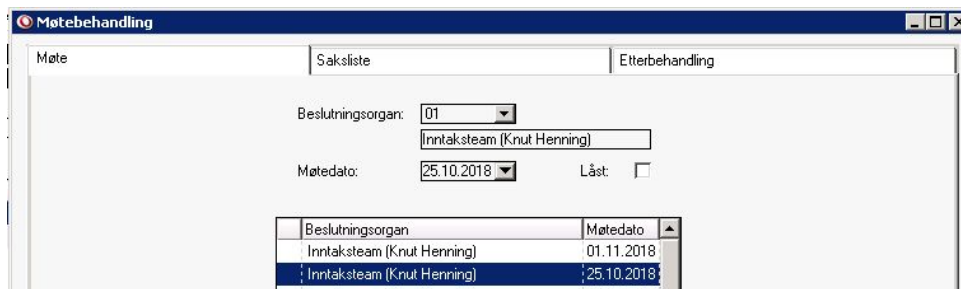 Møtebehandling
Møte Saksliste Etterbehandling
Beslutningsorgan: 01
Inntaksteam (Knut Henning)
Møtedato: 25.10.2018 Låst:
Beslutningsorgan Møtedato
Inntaksteam (Knut Henning) 01.11.2018
Inntaksteam (Knut Henning) 25.10.2018